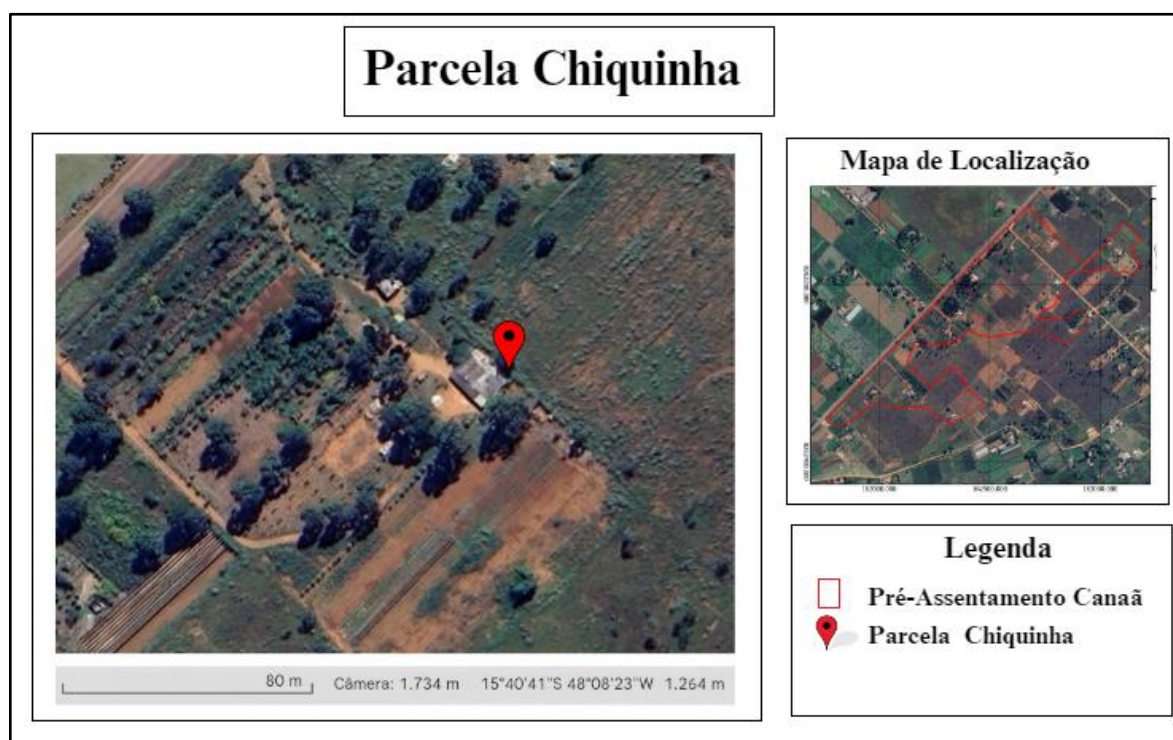 Parcela Chiquinha
80 m
Câmera: 1.734 m 15°40'41"S 48°08'23"W 1.264 m
Mapa de Localização
Legenda
Pré-Assentamento Canaã
Parcela Chiquinha